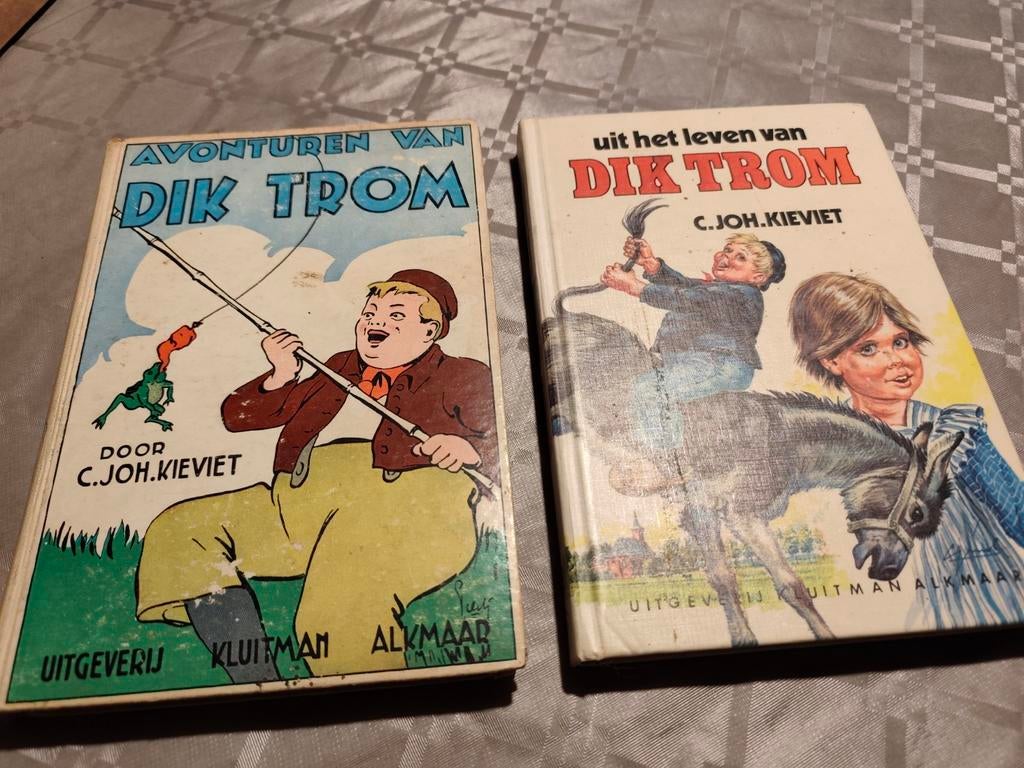 AVONTUREN VAN
DIK TROM
DOOR
C.JOH.KIEVIET
UITGEVERIJ KLUITMAN ALKMAAR
uit het leven van
DIK TROM
C.JOH.KIEVIET
UITGEVERIJ KLUITMAN ALKMAAR